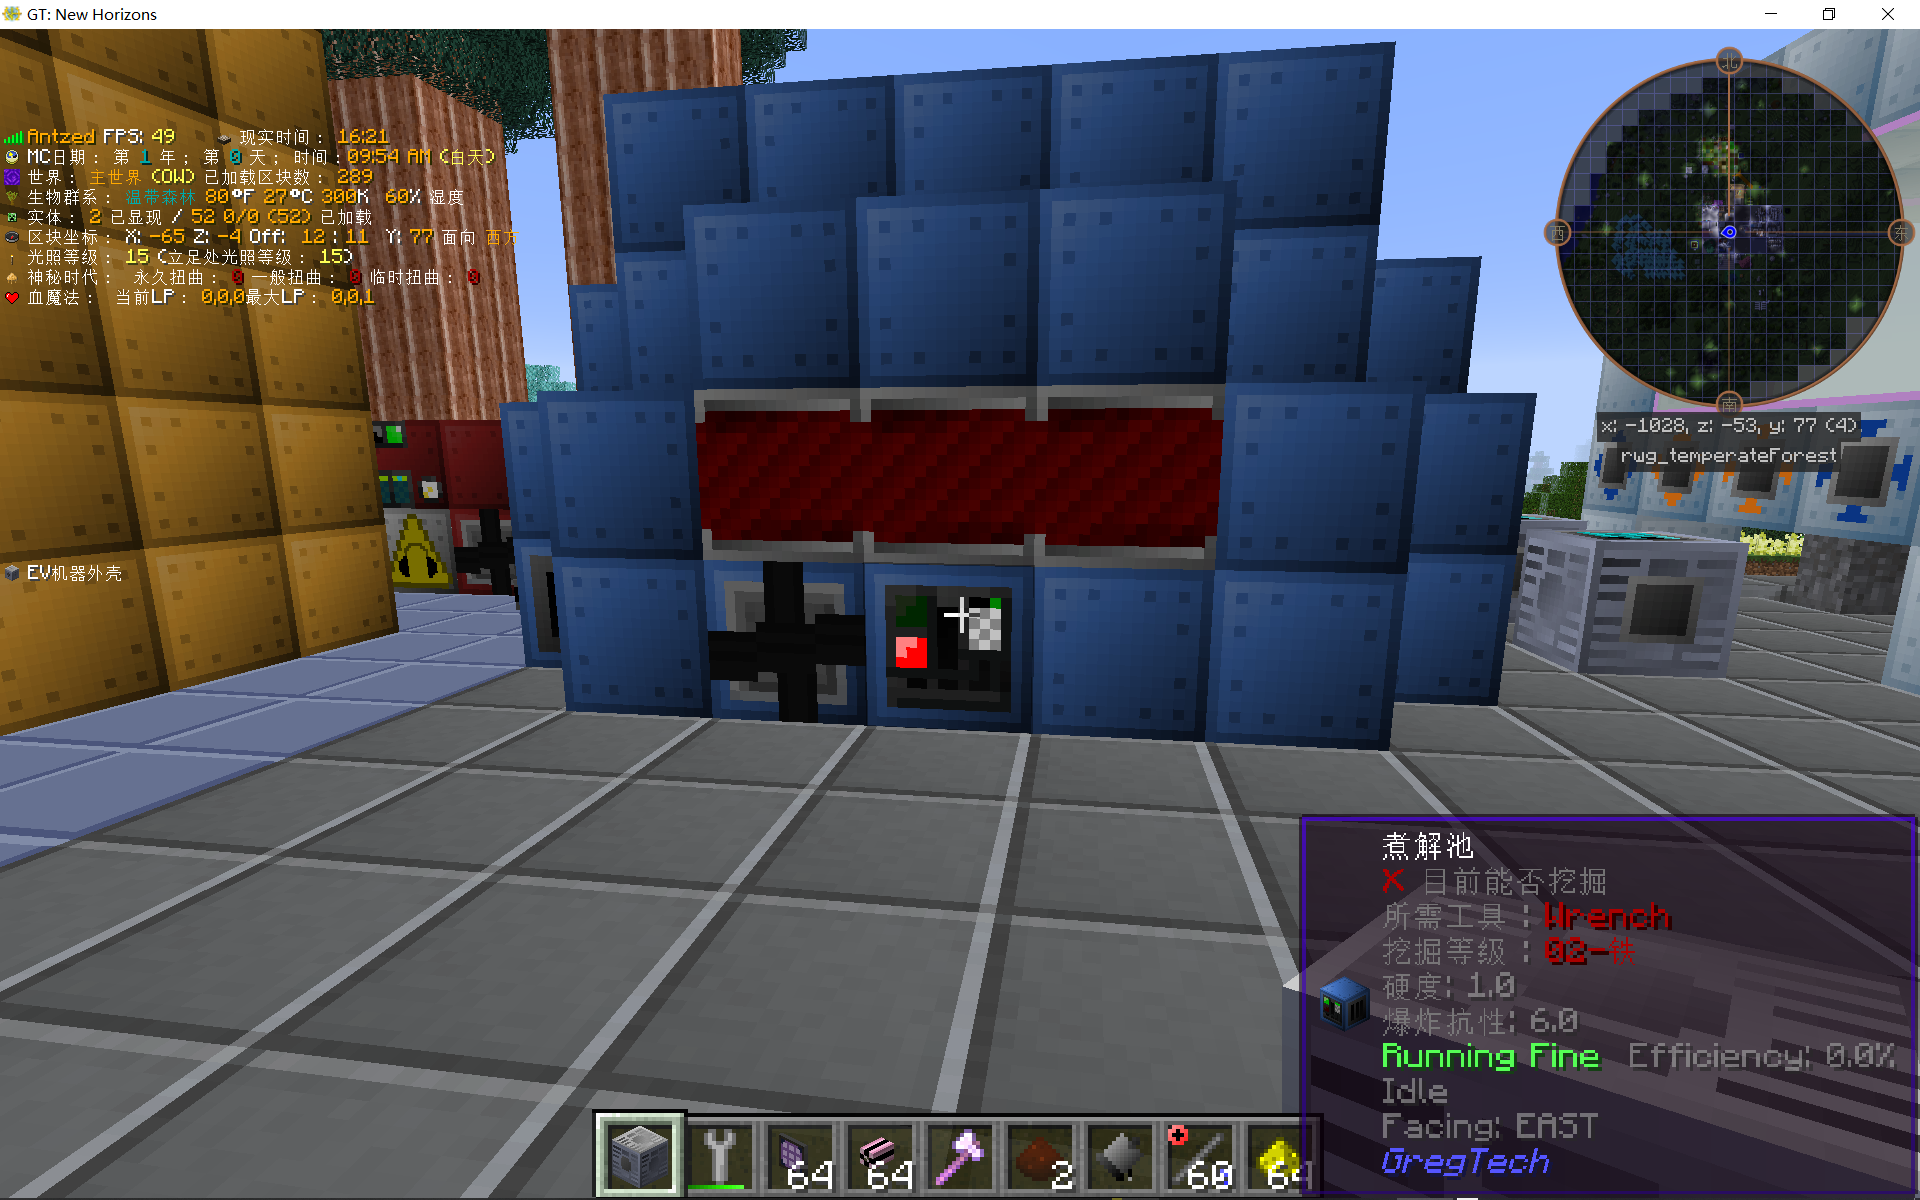 GT: New Horizons
Antzed FPS: 49 现实时间: 16:21
MC日期: 第 1 年; 第 0 天; 时间:09:54 AM (白天)
世界: 主世界 (OW) 已加载区块数: 289
生物群系: 温带森林 80°F 27°C 300K 60% 湿度
实体: 2 已显现 / 52 0/0 (52) 已加载
区块坐标: X: -65 Z: -4 Off: 12:11 Y: 77 面向 西方
光照等级: 15 (立足处光照等级: 15)
神秘时代: 永久扭曲: 0 一般扭曲: 0 临时扭曲: 0
血魔法: 当前LP: 0,0,0最大LP: 0,0,1
EV机器外壳
北
西
东
南
x: -1028, z: -53, y: 77 (4)
rwg_temperateForest
煮解池
X 目前能否挖掘
所需工具: Wrench
挖掘等级: 02-铁
硬度: 1.0
爆炸抗性: 6.0
Running Fine Efficiency: 0.0%
Idle
Facing: EAST
GregTech
64 64 2 60 64